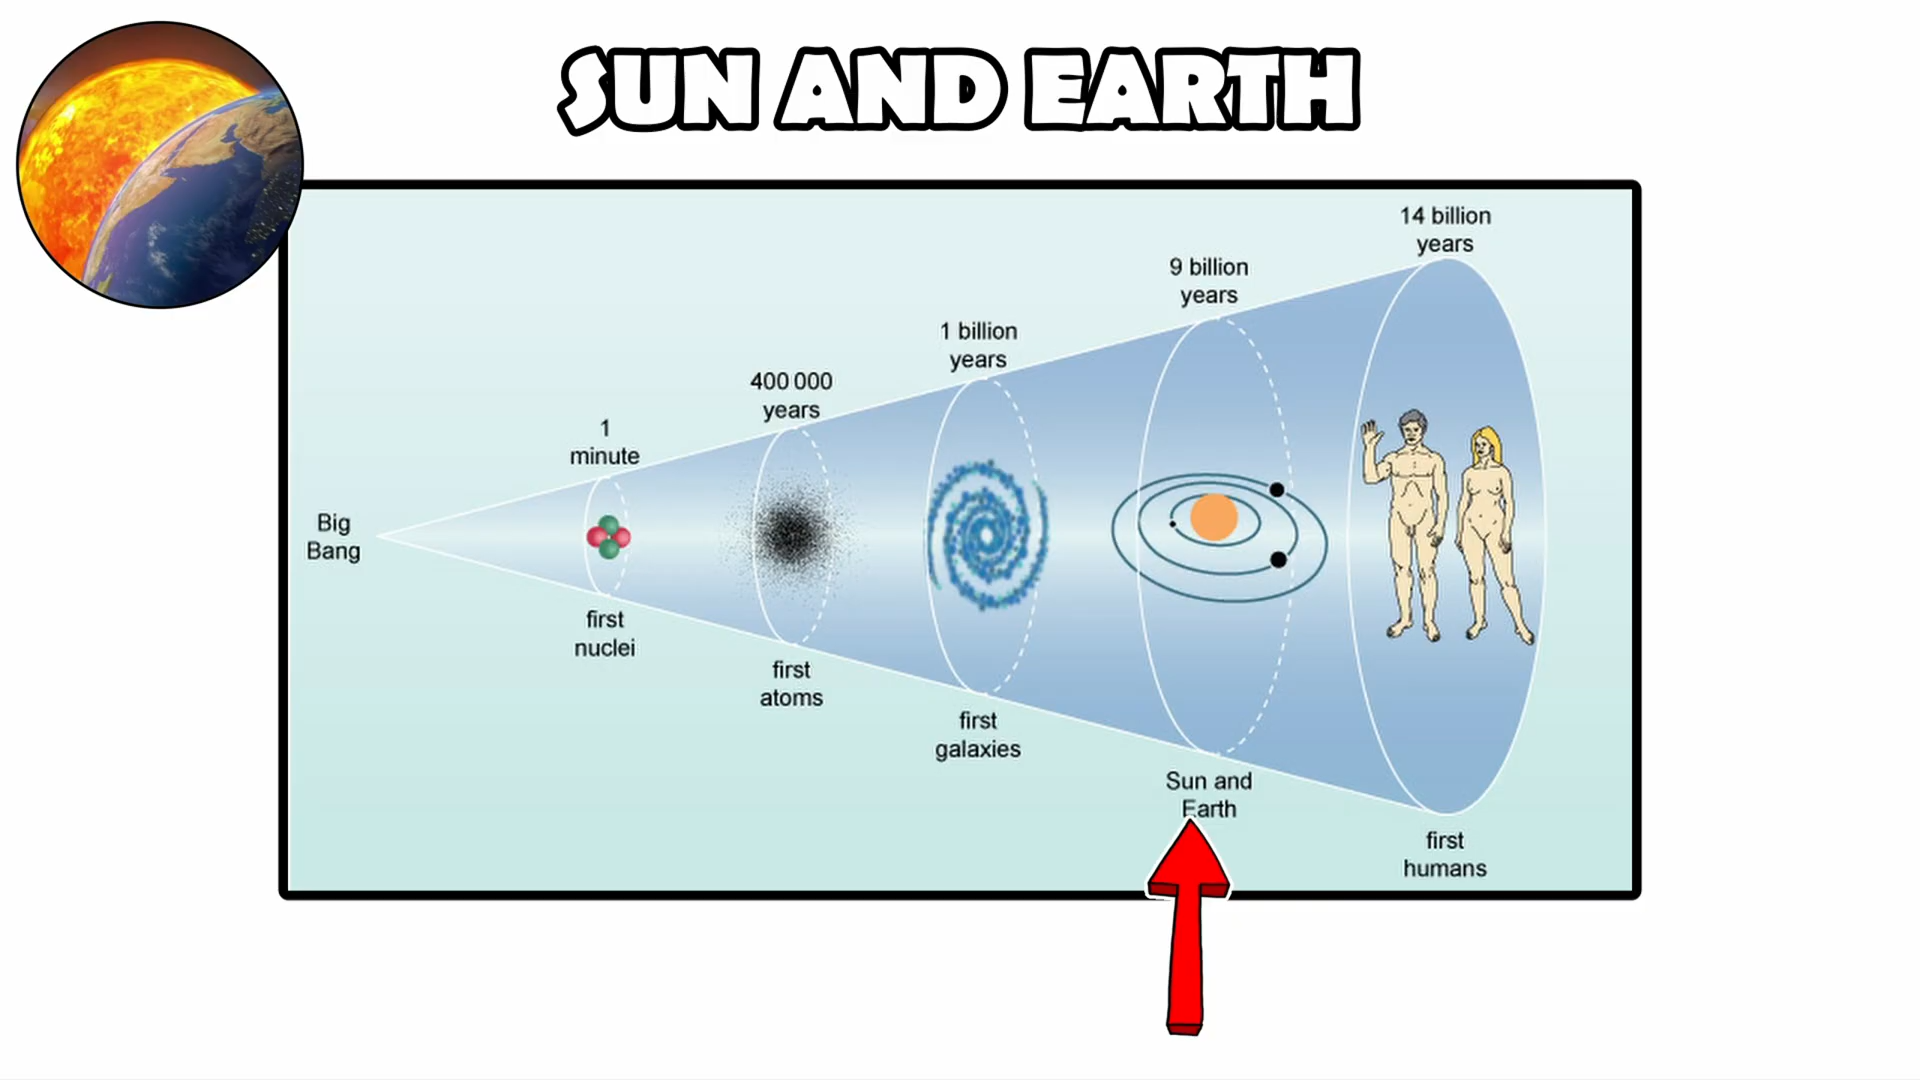 SUN AND EARTH
14 billion
years
9 billion
years
1 billion
years
400 000
years
1
minute
Big
Bang
first
nuclei
first
atoms
first
galaxies
Sun and
Earth
first
humans